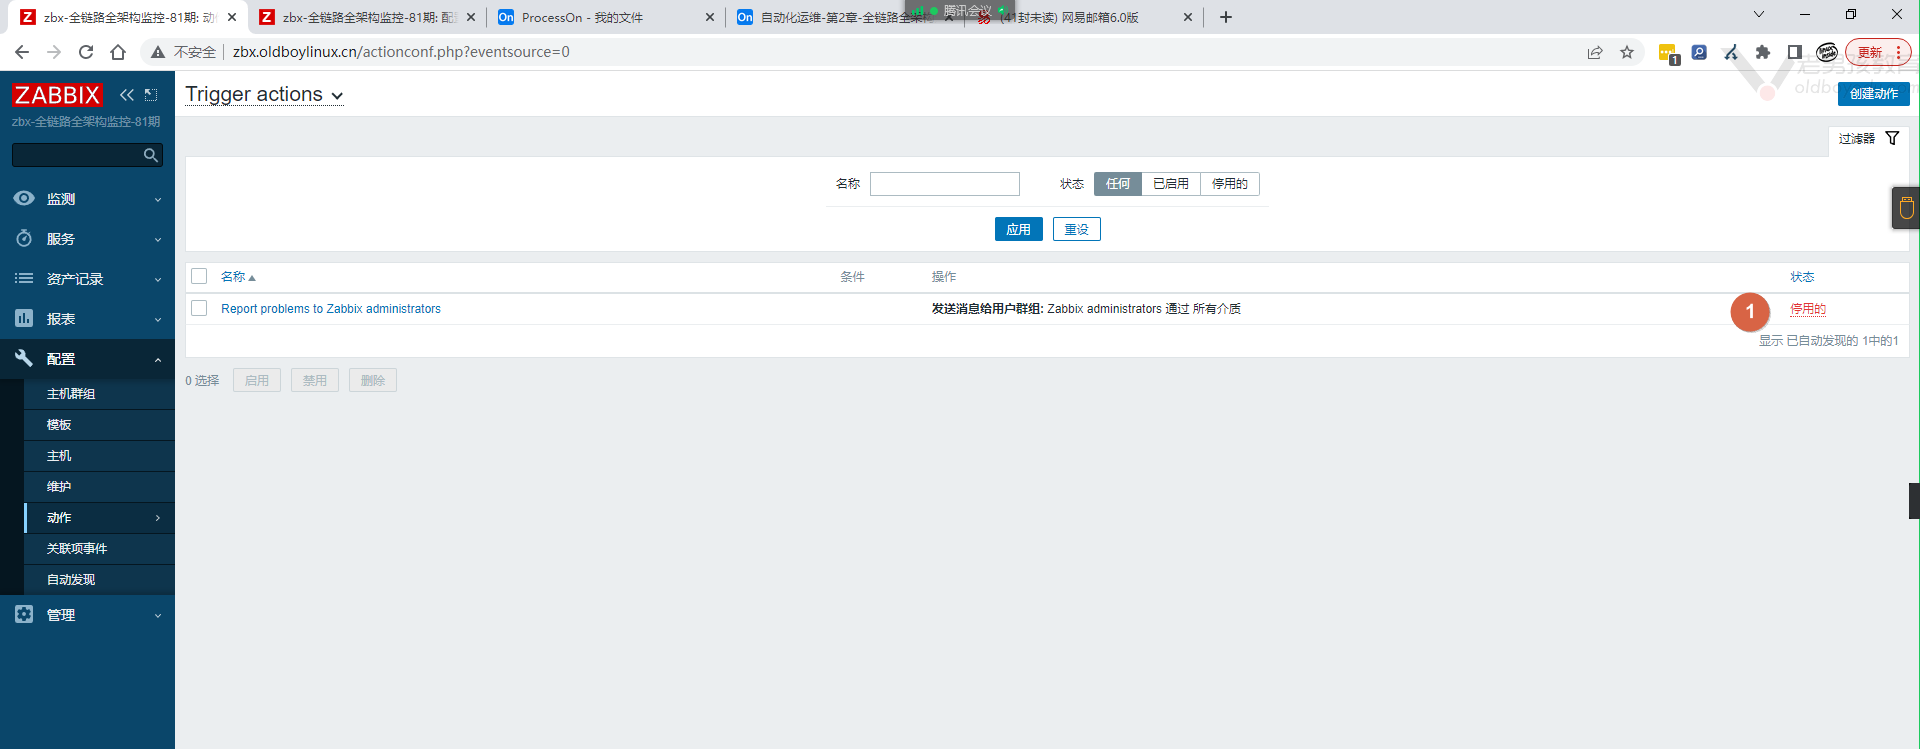 zbx-全链路全架构监控-81期: 动作
zbx-全链路全架构监控-81期: 配
ProcessOn - 我的文件
自动化运维-第2章-全链路全架构
腾讯会议
(41封未读) 网易邮箱6.0版
不安全
zbx.oldboylinux.cn/actionconf.php?eventsource=0
1
更新
ZABBIX
zbx-全链路全架构监控-81期
监测
服务
资产记录
报表
配置
主机群组
模板
主机
维护
动作
关联项事件
自动发现
管理
Trigger actions
老男孩教育
创建动作
过滤器
名称
状态 任何 已启用 停用的
应用 重设
名称 条件 操作 状态
Report problems to Zabbix administrators 发送消息给用户群组: Zabbix administrators 通过 所有介质 1 停用的
显示 已自动发现的 1中的1
0 选择 启用 禁用 删除